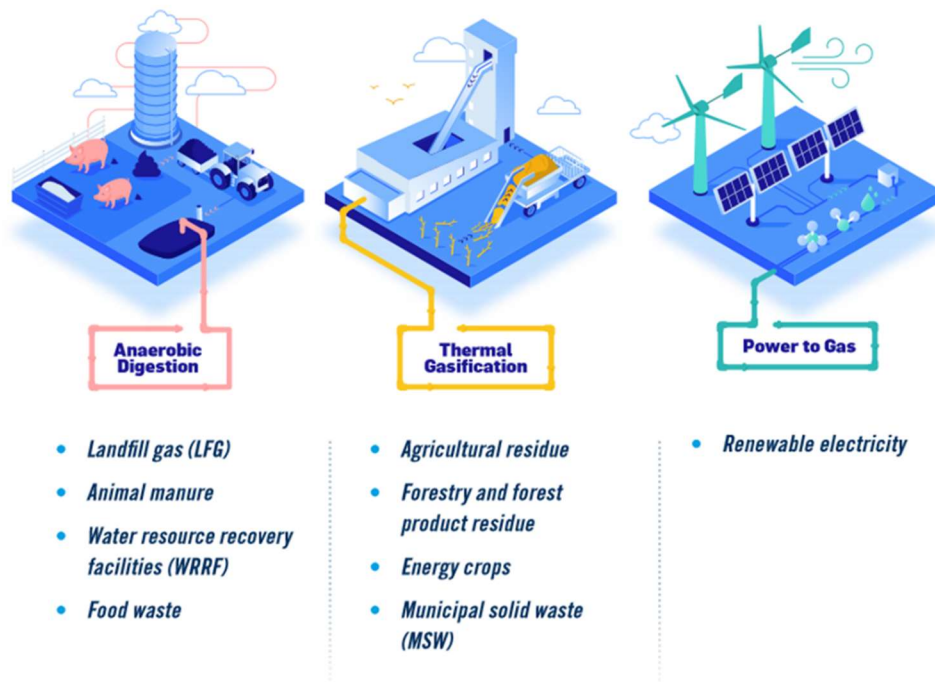 Anaerobic
Digestion
Thermal
Gasification
Power to Gas
Landfill gas (LFG)
Animal manure
Water resource recovery
facilities (WRRF)
Food waste
Agricultural residue
Forestry and forest
product residue
Energy crops
Municipal solid waste
(MSW)
Renewable electricity